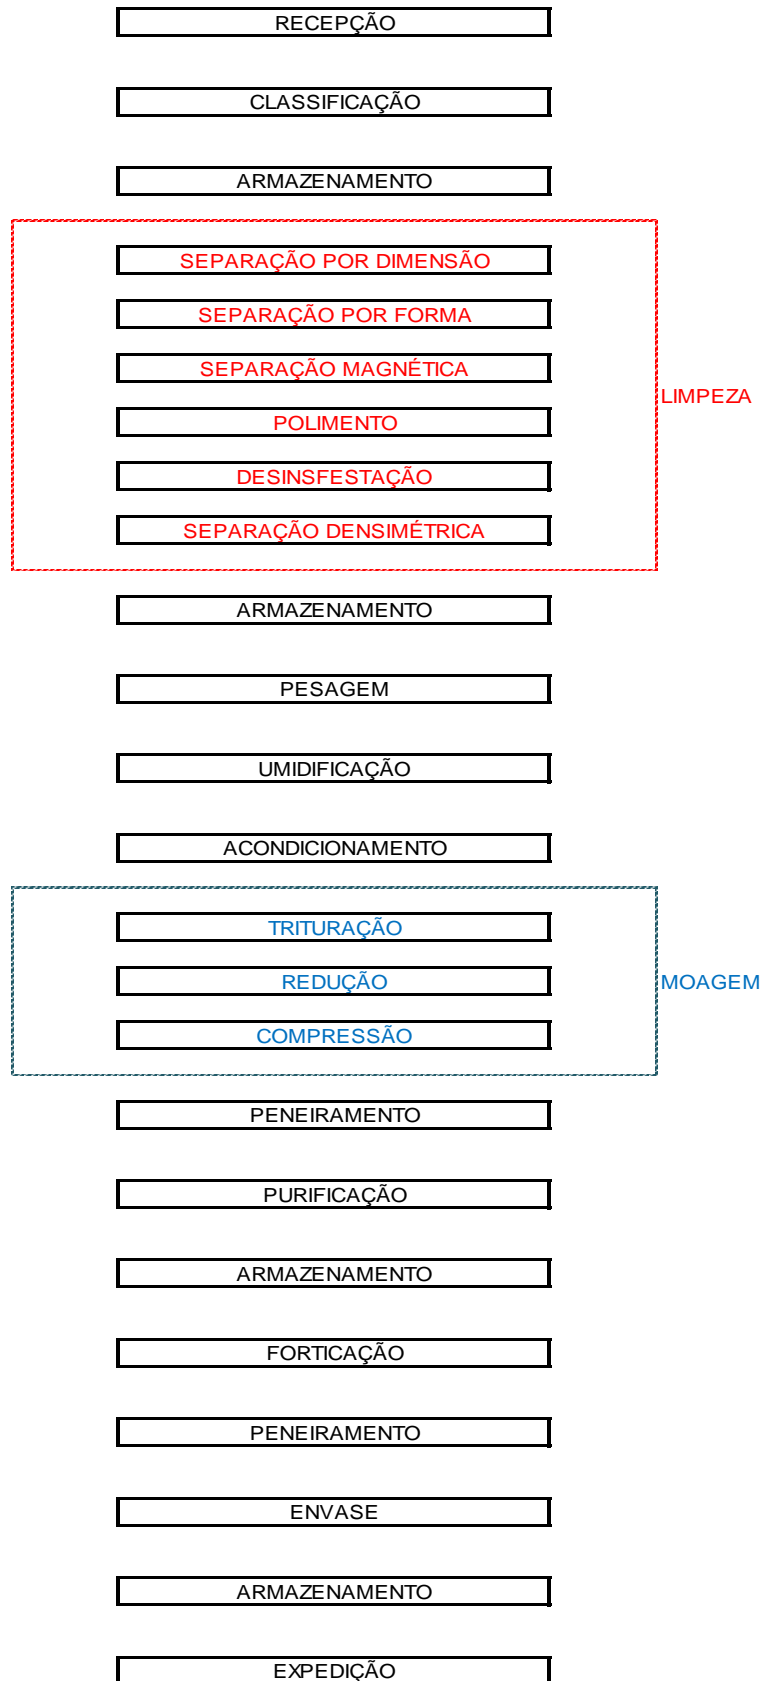 RECEPÇÃO
CLASSIFICAÇÃO
ARMAZENAMENTO
SEPARAÇÃO POR DIMENSÃO
SEPARAÇÃO POR FORMA
SEPARAÇÃO MAGNÉTICA
LIMPEZA
POLIMENTO
DESINSFESTAÇÃO
SEPARAÇÃO DENSIMÉTRICA
ARMAZENAMENTO
PESAGEM
UMIDIFICAÇÃO
ACONDICIONAMENTO
TRITURAÇÃO
REDUÇÃO
MOAGEM
COMPRESSÃO
PENEIRAMENTO
PURIFICAÇÃO
ARMAZENAMENTO
FORTICAÇÃO
PENEIRAMENTO
ENVASE
ARMAZENAMENTO
EXPEDIÇÃO